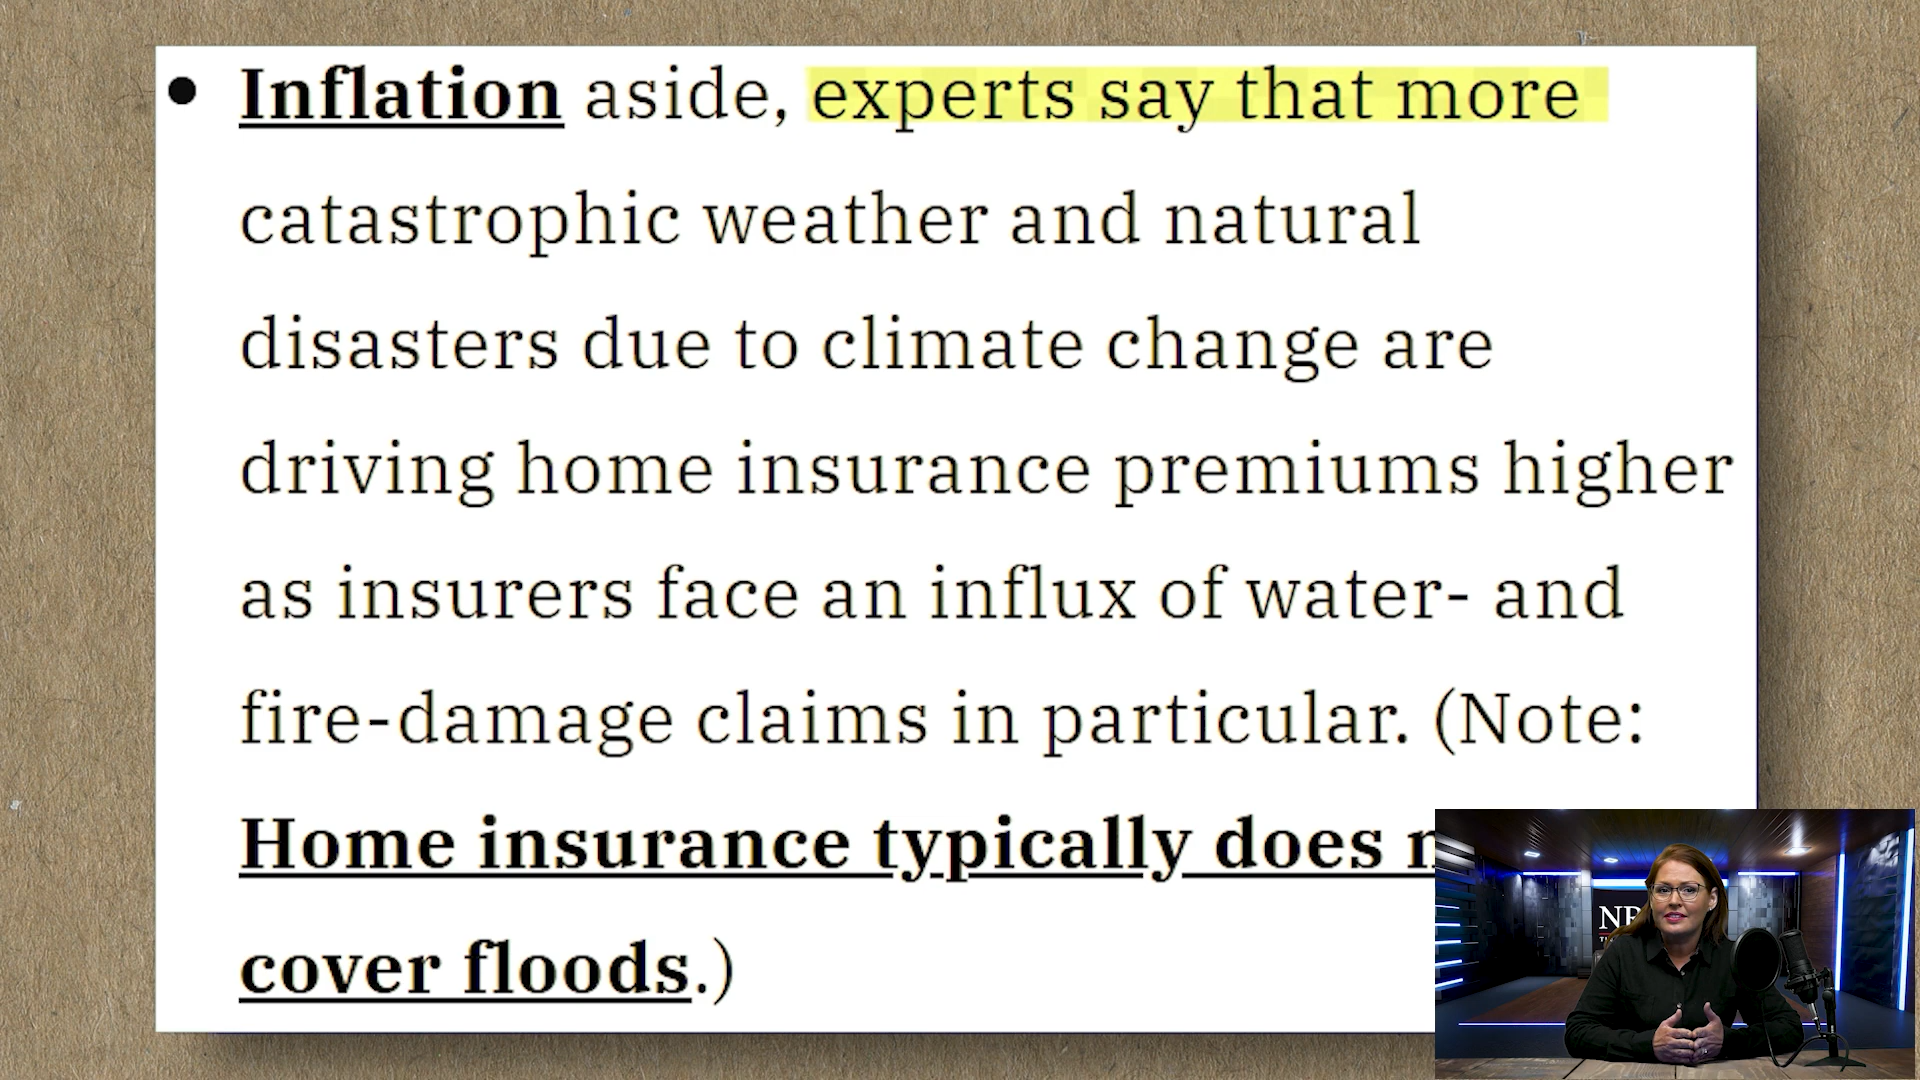 • Inflation aside, experts say that more
catastrophic weather and natural
disasters due to climate change are
driving home insurance premiums higher
as insurers face an influx of water- and
fire-damage claims in particular. (Note:
Home insurance typically does
cover floods.)